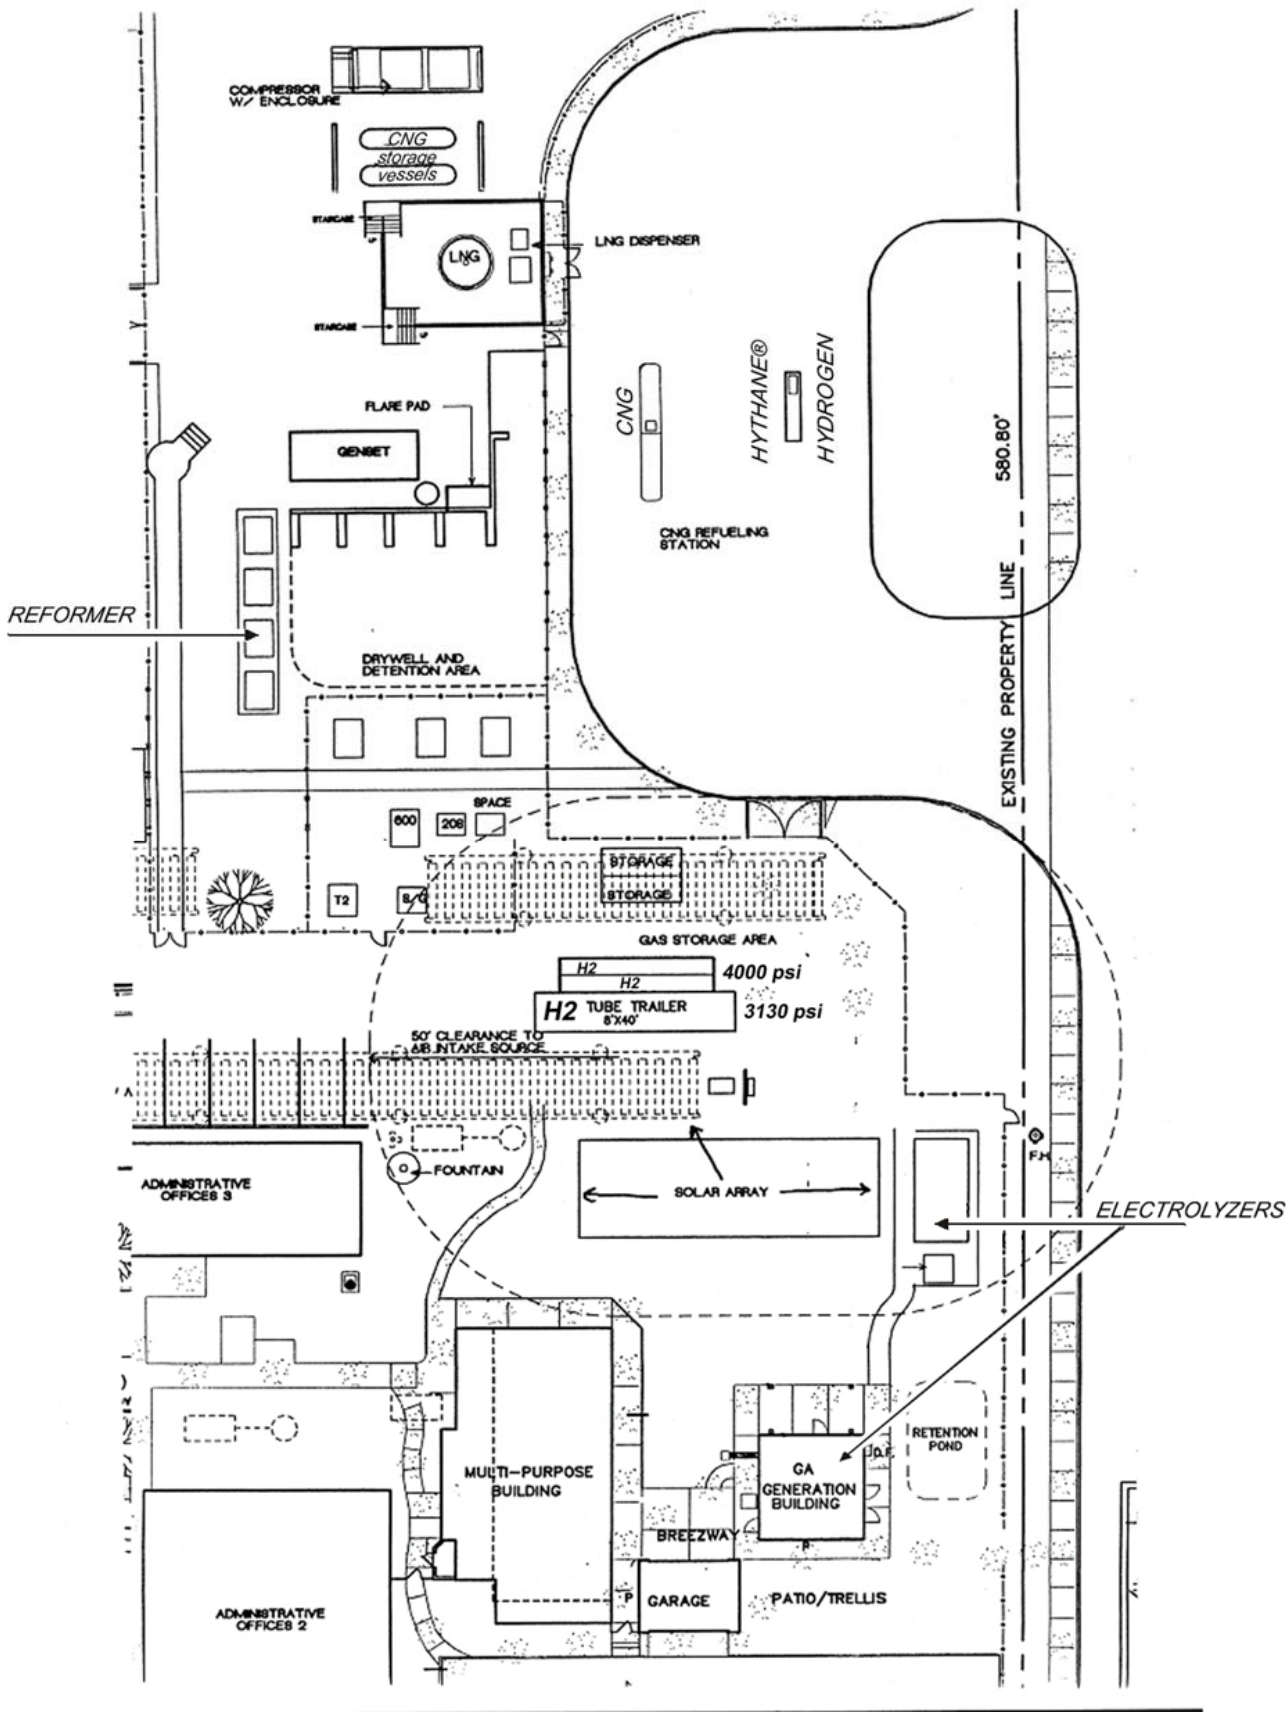 COMPRESSOR
W/ ENCLOSURE
CNG
storage
vessels
STAIRCASE
UP
LNG
LNG DISPENSER
STAIRCASE
UP
FLARE PAD
GENSET
CNG
HYTHANE®
HYDROGEN
580.80'
CNG REFUELING
STATION
REFORMER
EXISTING PROPERTY LINE
DRYWELL AND
DETENTION AREA
SPACE
600
208
STORAGE
STORAGE
T2
GAS STORAGE AREA
H2
H2
4000 psi
H2 TUBE TRAILER
8'X40'
3130 psi
50' CLEARANCE TO
AIR INTAKE SOURCE
F.H
FOUNTAIN
ADMINISTRATIVE
OFFICES 3
SOLAR ARRAY
ELECTROLYZERS
RETENTION
POND
D.F.
MULTI-PURPOSE
BUILDING
GA
GENERATION
BUILDING
BREEZWAY
P
P
GARAGE
PATIO/TRELLIS
ADMINISTRATIVE
OFFICES 2